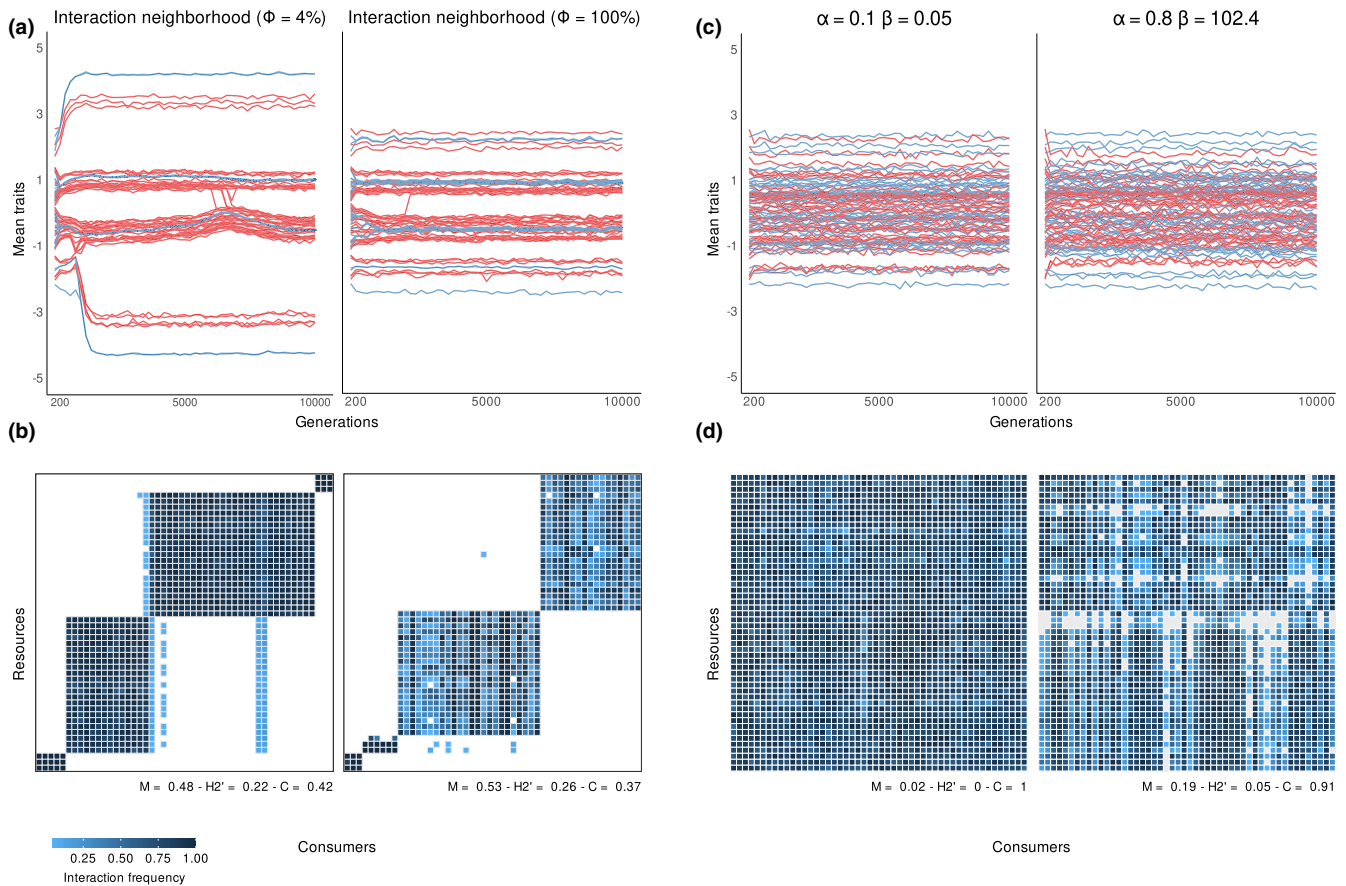 (a)
Interaction neighborhood (Φ = 4%)
Interaction neighborhood (Φ = 100%)
5
3
1
-1
-3
-5
Mean traits
200
5000
10000
200
5000
10000
Generations
(b)
Resources
M = 0.48 - H2' = 0.22 - C = 0.42
M = 0.53 - H2' = 0.26 - C = 0.37
0.25 0.50 0.75 1.00
Interaction frequency
Consumers
(c)
α = 0.1 β = 0.05
α = 0.8 β = 102.4
5
3
1
-1
-3
-5
Mean traits
200
5000
10000
200
5000
10000
Generations
(d)
Resources
M = 0.02 - H2' = 0 - C = 1
M = 0.19 - H2' = 0.05 - C = 0.91
Consumers